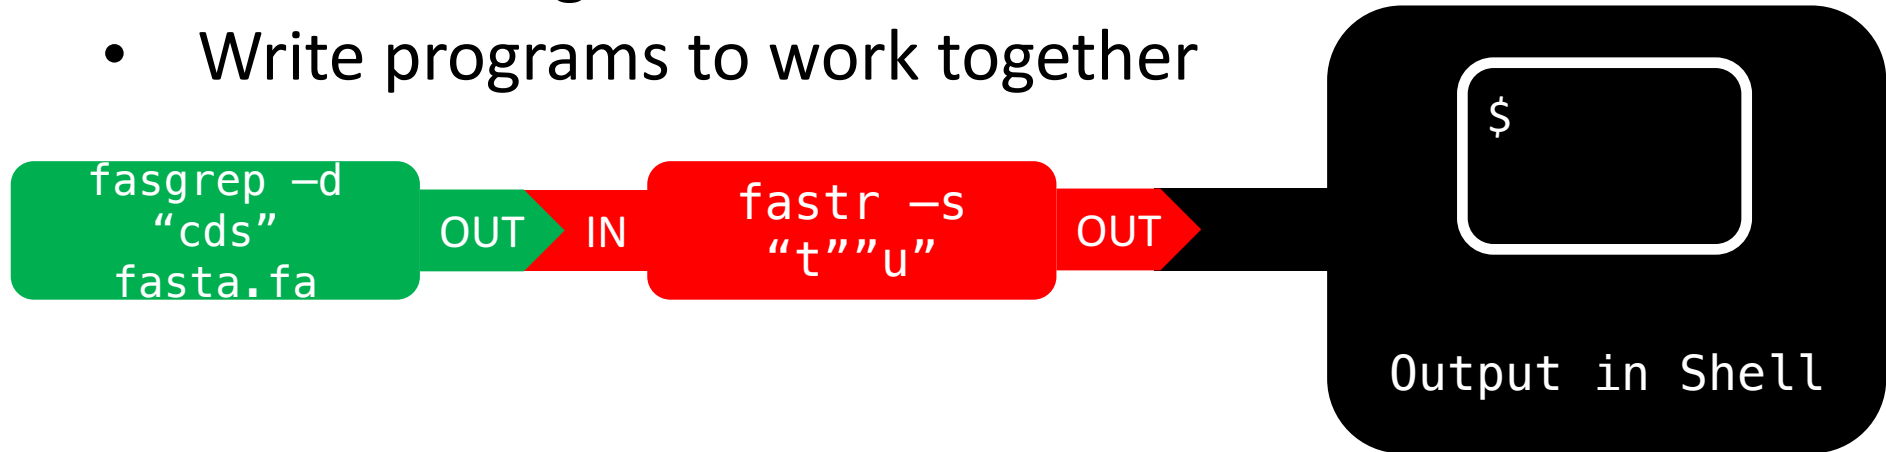 • Write programs to work together
$
fasgrep –d
“cds”
fasta.fa
OUT
IN
fastr –s
“t””u”
OUT
Output in Shell